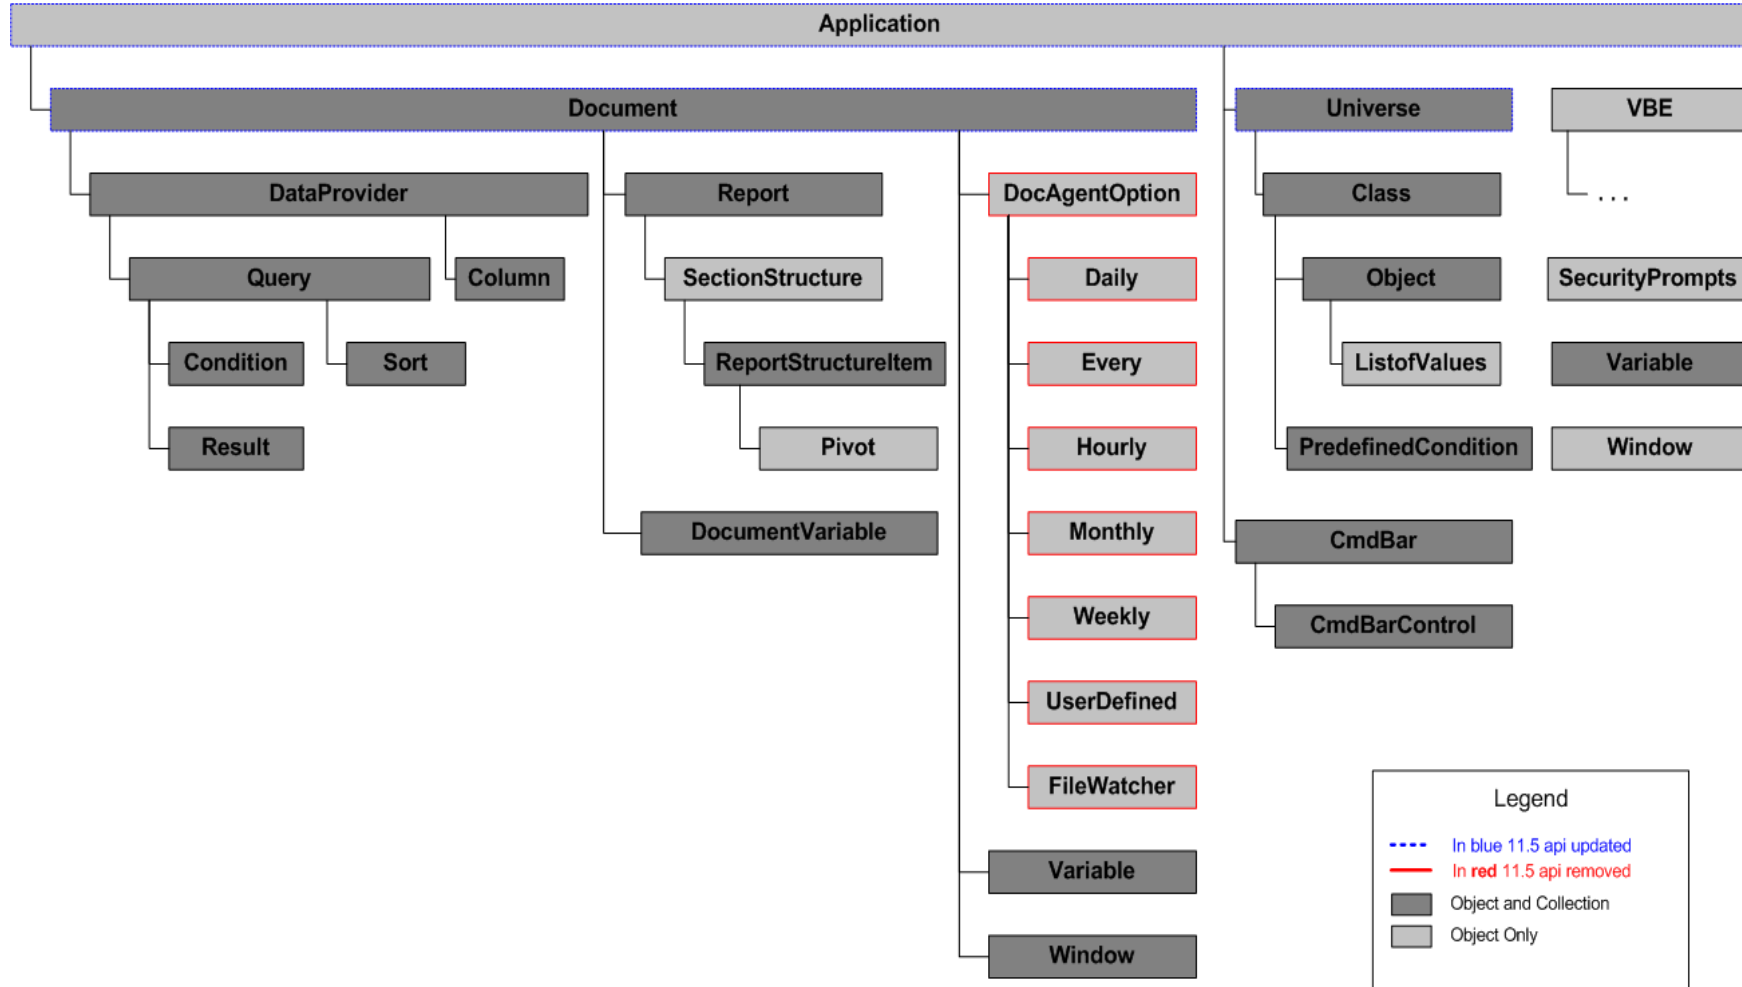 Application
Document
Universe
VBE
DataProvider
Report
DocAgentOption
Class
...
Query
Column
SectionStructure
Daily
Object
SecurityPrompts
Condition
Sort
ReportStructureItem
Every
ListofValues
Variable
Result
Pivot
Hourly
PredefinedCondition
Window
DocumentVariable
Monthly
CmdBar
Weekly
CmdBarControl
UserDefined
FileWatcher
Variable
Window
Legend
In blue 11.5 api updated
In red 11.5 api removed
Object and Collection
Object Only